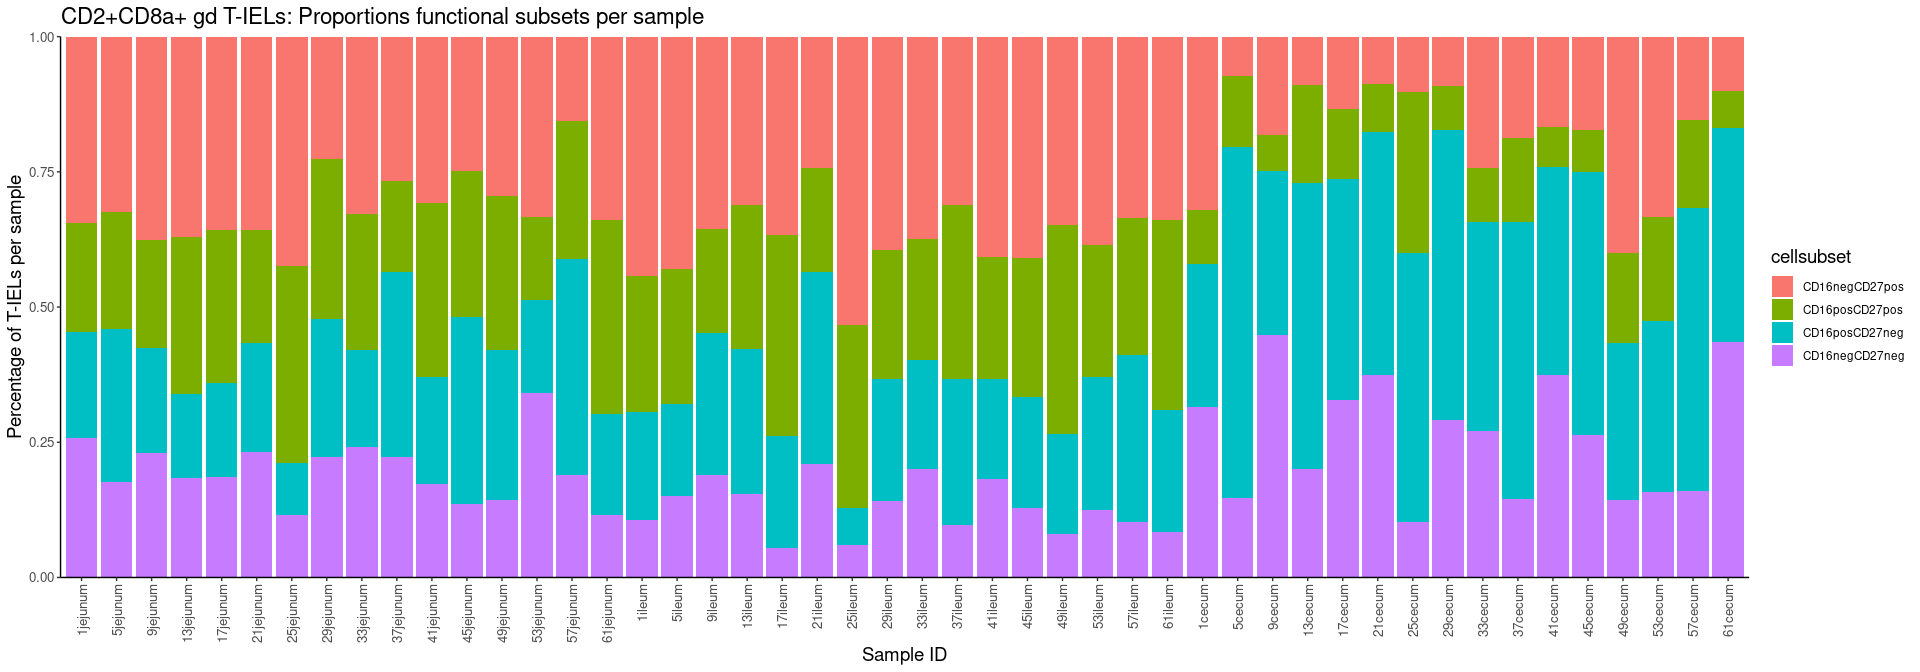 CD2+CD8a+ gd T-IELs: Proportions functional subsets per sample
Percentage of T-IELs per sample
1.00
0.75
0.50
0.25
0.00
1jejunum
5jejunum
9jejunum
13jejunum
17jejunum
21jejunum
25jejunum
29jejunum
33jejunum
37jejunum
41jejunum
45jejunum
49jejunum
53jejunum
57jejunum
61jejunum
1ileum
5ileum
9ileum
13ileum
17ileum
21ileum
25ileum
29ileum
33ileum
37ileum
41ileum
45ileum
49ileum
53ileum
57ileum
61ileum
1cecum
5cecum
9cecum
13cecum
17cecum
21cecum
25cecum
29cecum
33cecum
37cecum
41cecum
45cecum
49cecum
53cecum
57cecum
61cecum
Sample ID
cellsubset
CD16negCD27pos
CD16posCD27pos
CD16posCD27neg
CD16negCD27neg